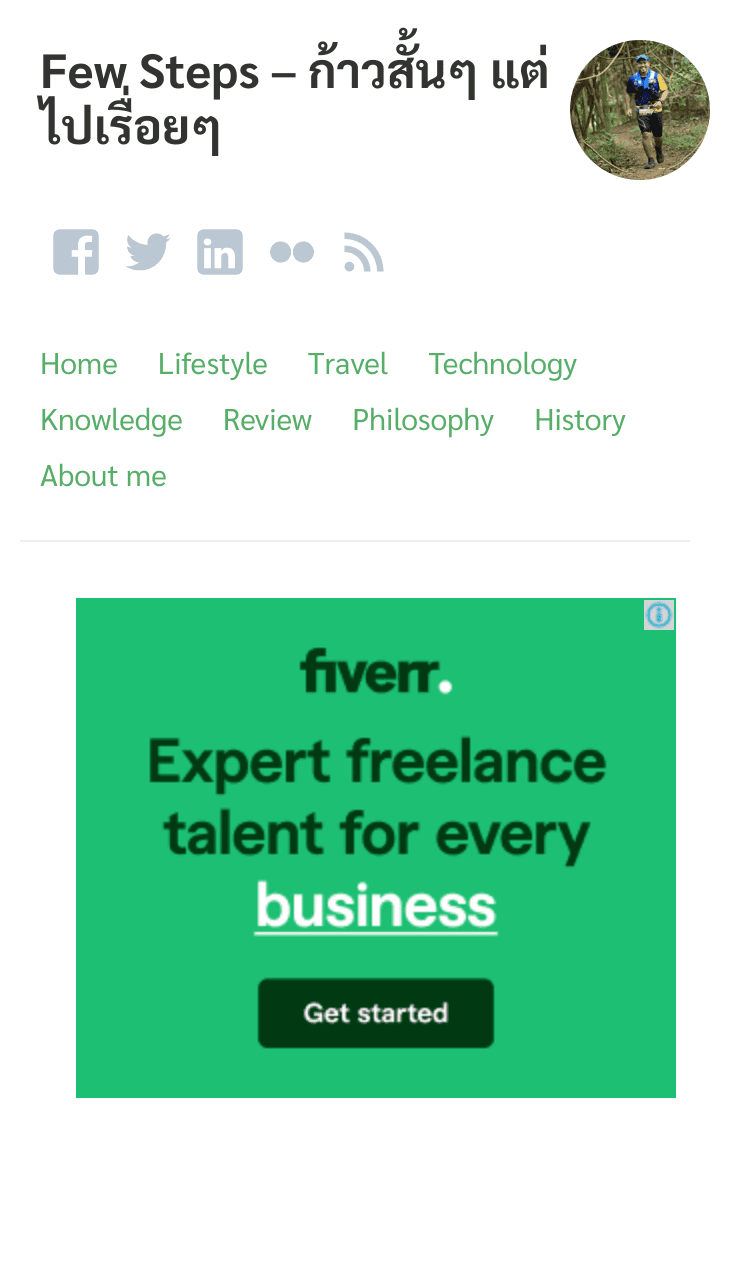 Few Steps – ก้าวสั้นๆ แต่
ไปเรื่อยๆ
Home Lifestyle Travel Technology
Knowledge Review Philosophy History
About me
fiverr.
Expert freelance
talent for every
business
Get started